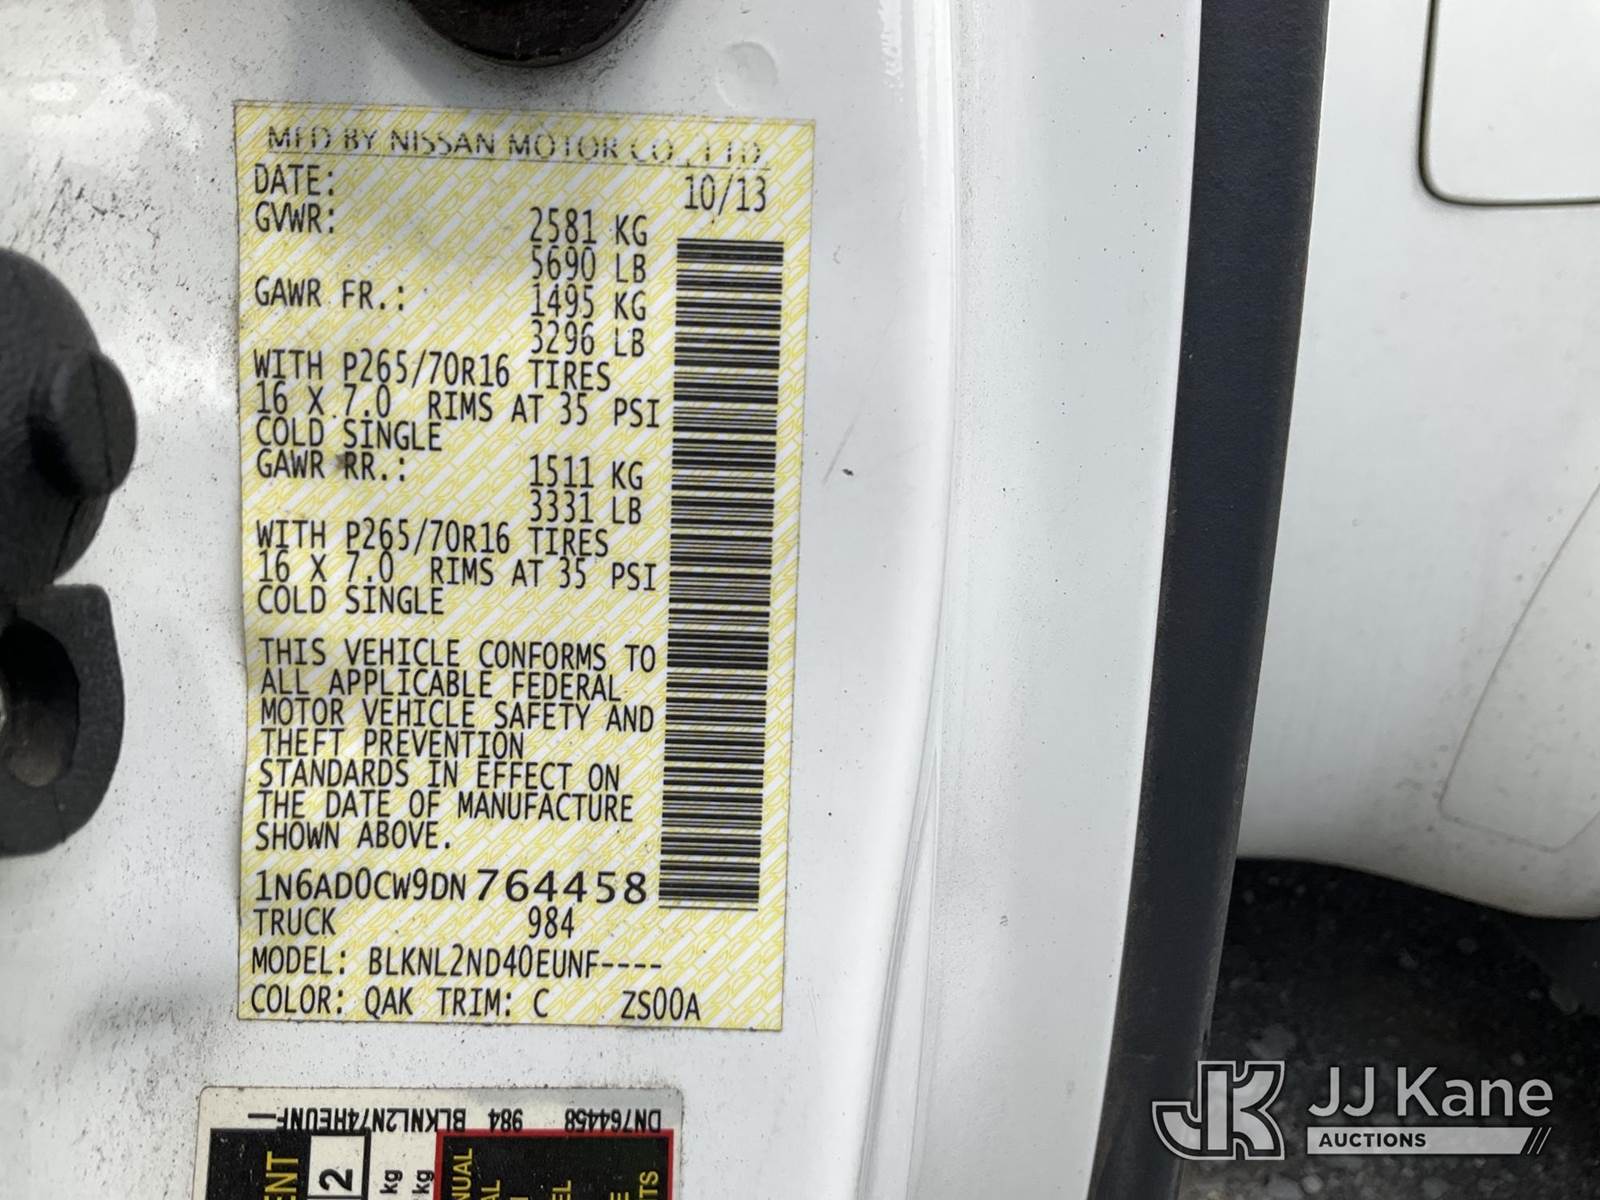 MFD BY NISSAN MOTOR CO., LTD.
DATE: 10/13
GVWR: 2581 KG
5690 LB
GAWR FR.: 1495 KG
3296 LB
WITH P265/70R16 TIRES
16 X 7.0 RIMS AT 35 PSI
COLD SINGLE
GAWR RR.: 1511 KG
3331 LB
WITH P265/70R16 TIRES
16 X 7.0 RIMS AT 35 PSI
COLD SINGLE
THIS VEHICLE CONFORMS TO
ALL APPLICABLE FEDERAL
MOTOR VEHICLE SAFETY AND
THEFT PREVENTION
STANDARDS IN EFFECT ON
THE DATE OF MANUFACTURE
SHOWN ABOVE.
1N6AD0CW9DN764458
TRUCK 984
MODEL: BLKNL2ND40EUNF----
COLOR: QAK TRIM: C ZS00A
DN764458 984 BLKNL2N74HEUNF—
2
kg
kg
JJ Kane
AUCTIONS